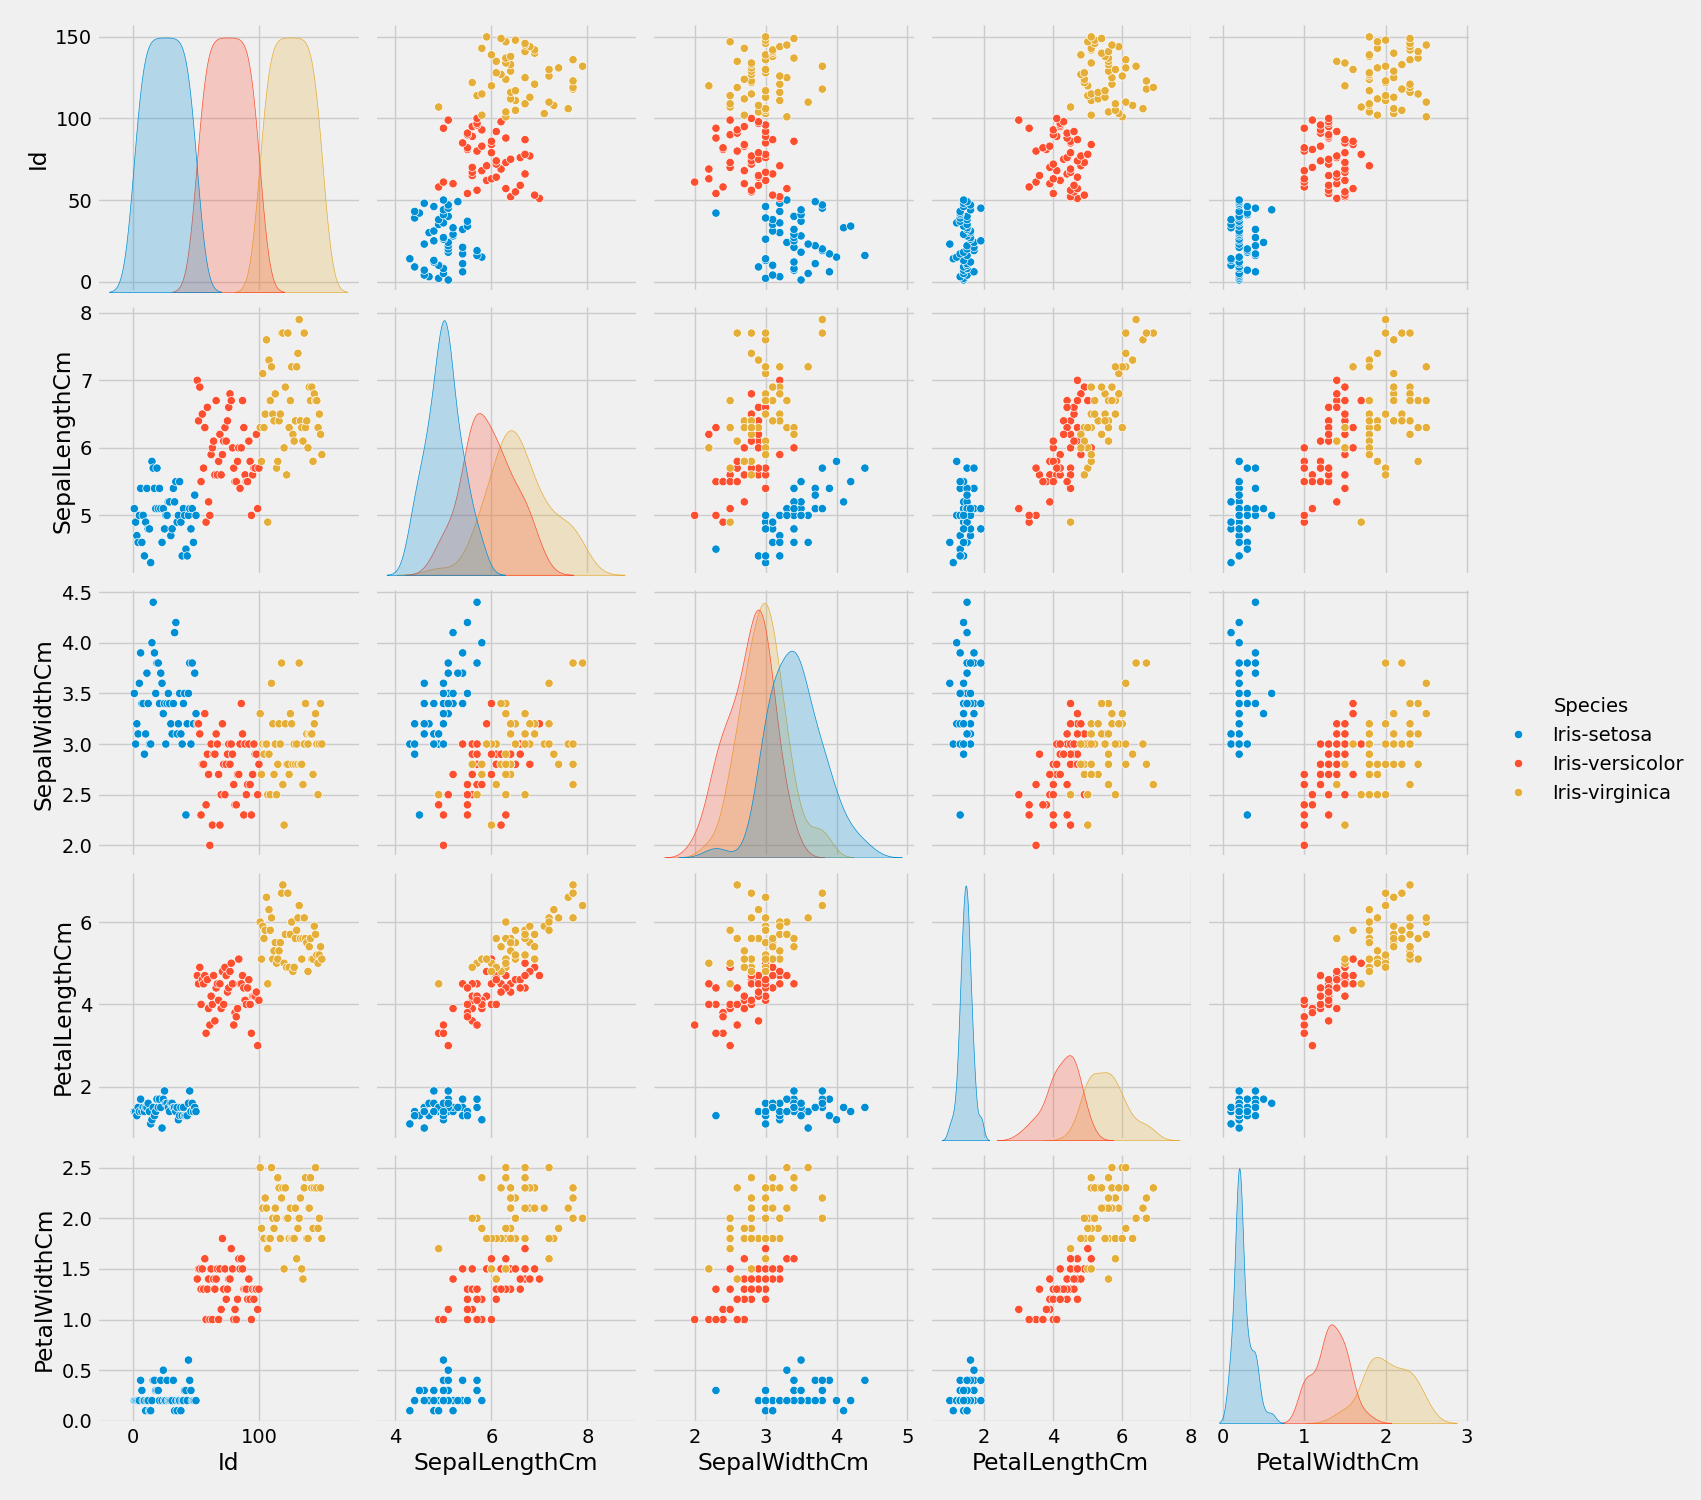 150
100
50
0
Id
8
7
6
5
SepalLengthCm
4.5
4.0
3.5
3.0
2.5
2.0
SepalWidthCm
6
4
2
PetalLengthCm
2.5
2.0
1.5
1.0
0.5
0.0
PetalWidthCm
0 100 4 6 8 2 3 4 5 2 4 6 8 0 1 2 3
Id SepalLengthCm SepalWidthCm PetalLengthCm PetalWidthCm
Species
Iris-setosa
Iris-versicolor
Iris-virginica